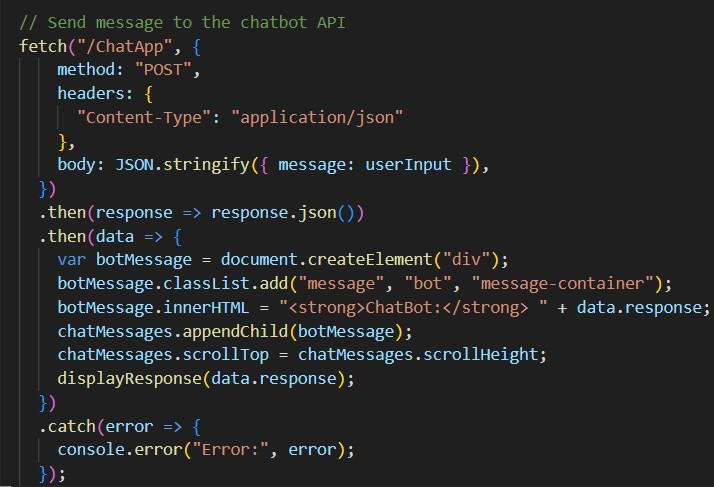 // Send message to the chatbot API
fetch("/ChatApp", {
method: "POST",
headers: {
"Content-Type": "application/json"
},
body: JSON.stringify({ message: userInput }),
})
.then(response => response.json())
.then(data => {
var botMessage = document.createElement("div");
botMessage.classList.add("message", "bot", "message-container");
botMessage.innerHTML = "<strong>ChatBot:</strong> " + data.response;
chatMessages.appendChild(botMessage);
chatMessages.scrollTop = chatMessages.scrollHeight;
displayResponse(data.response);
})
.catch(error => {
console.error("Error:", error);
});